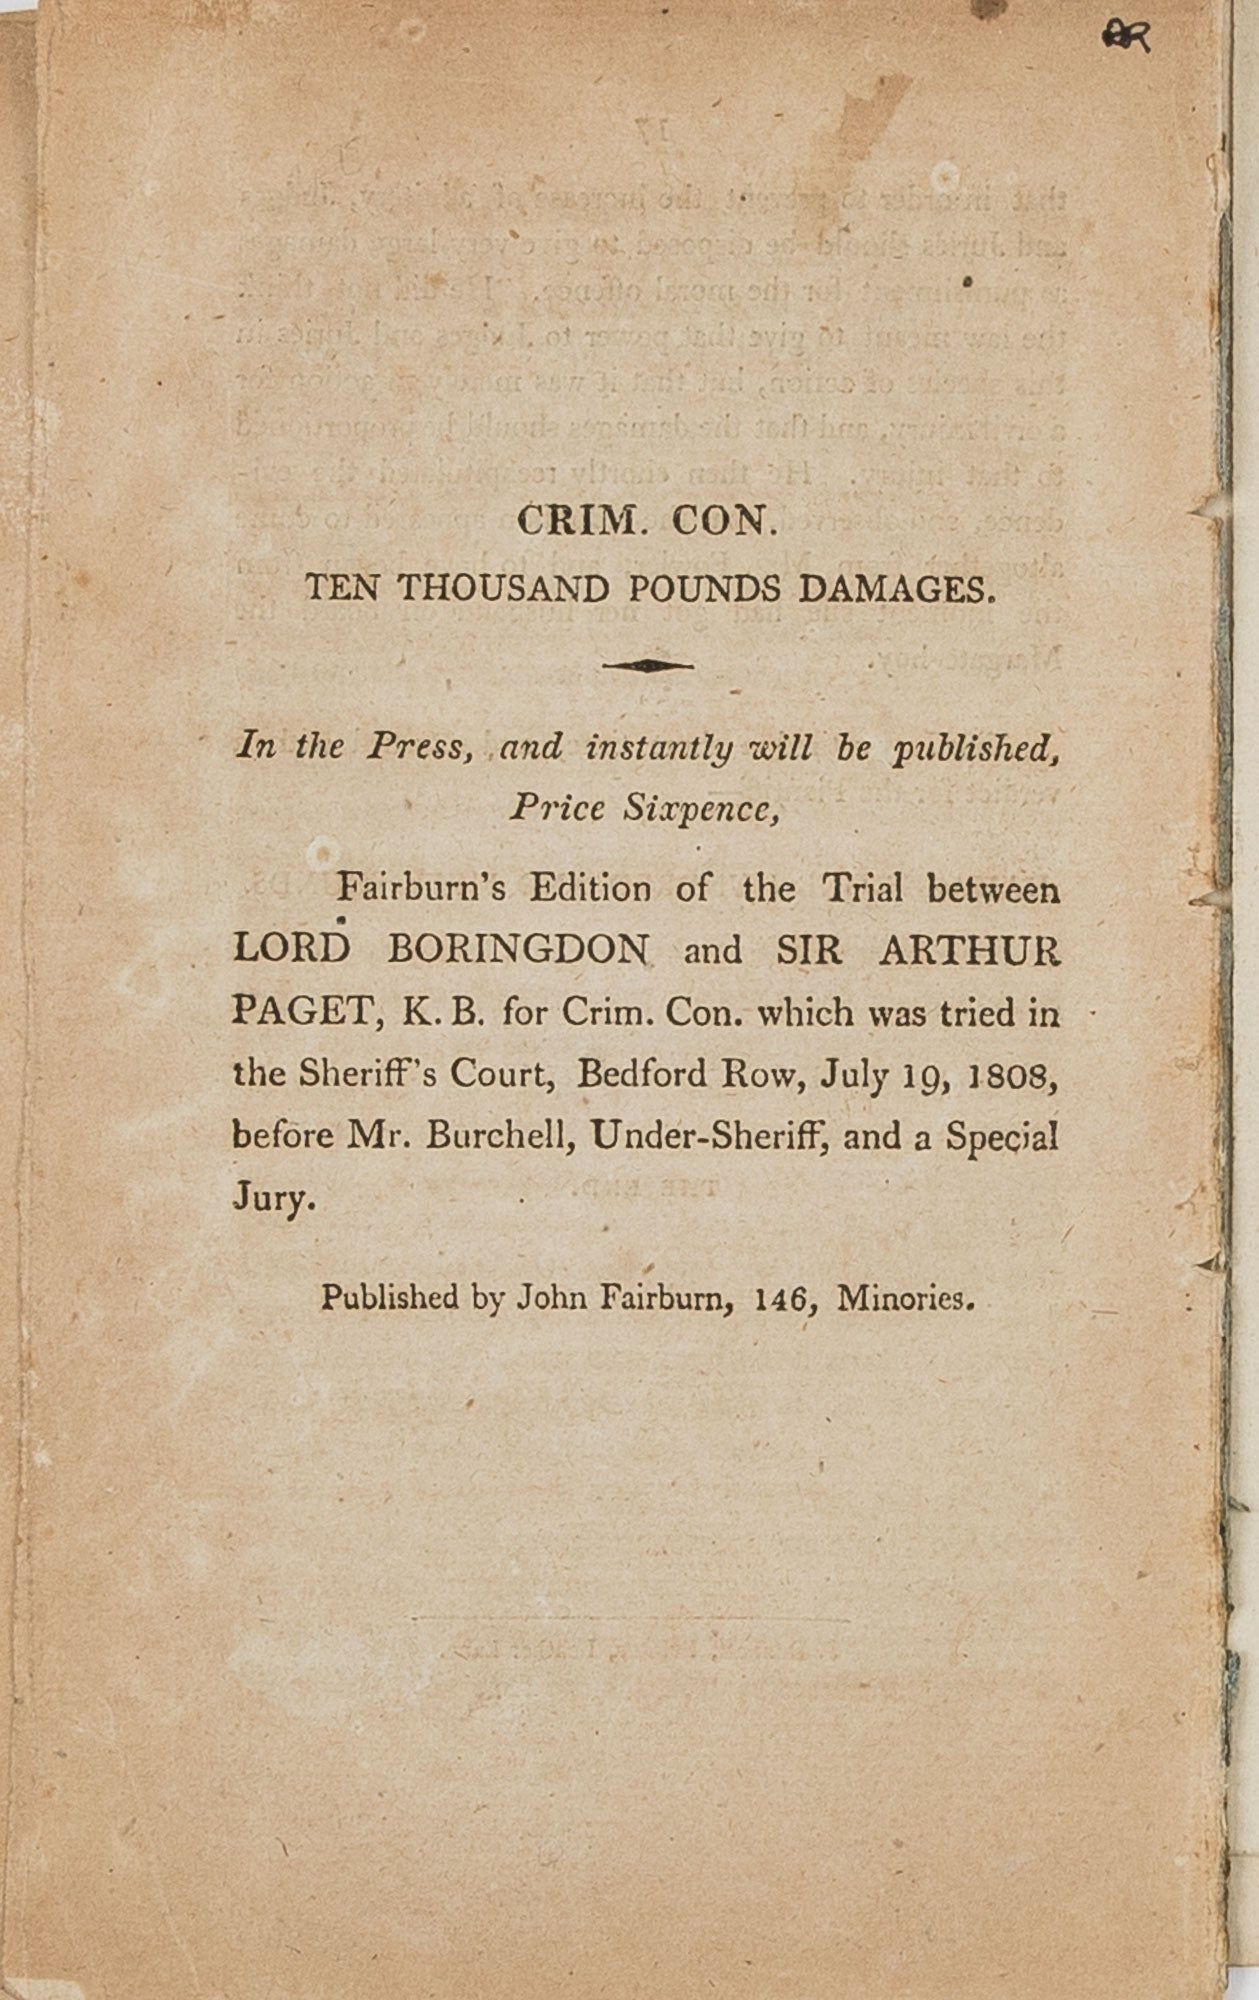 CRIM. CON.
TEN THOUSAND POUNDS DAMAGES.
In the Press, and instantly will be published,
Price Sixpence,
Fairburn's Edition of the Trial between
LORD BORINGDON and SIR ARTHUR
PAGET, K. B. for Crim. Con. which was tried in
the Sheriff's Court, Bedford Row, July 19, 1808,
before Mr. Burchell, Under-Sheriff, and a Special
Jury.
Published by John Fairburn, 146, Minories.